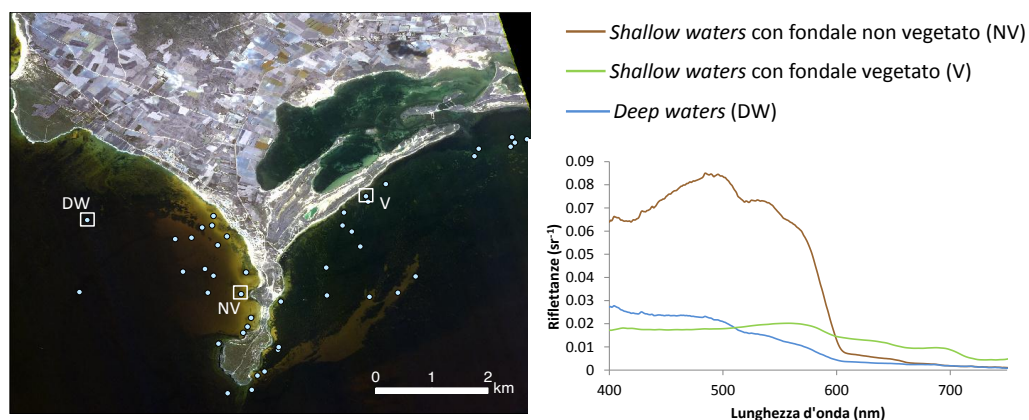 DW
V
NV
0 1 2
km
Shallow waters con fondale non vegetato (NV)
Shallow waters con fondale vegetato (V)
Deep waters (DW)
Riflettanze (sr⁻¹)
0.09
0.08
0.07
0.06
0.05
0.04
0.03
0.02
0.01
0
400 500 600 700
Lunghezza d'onda (nm)